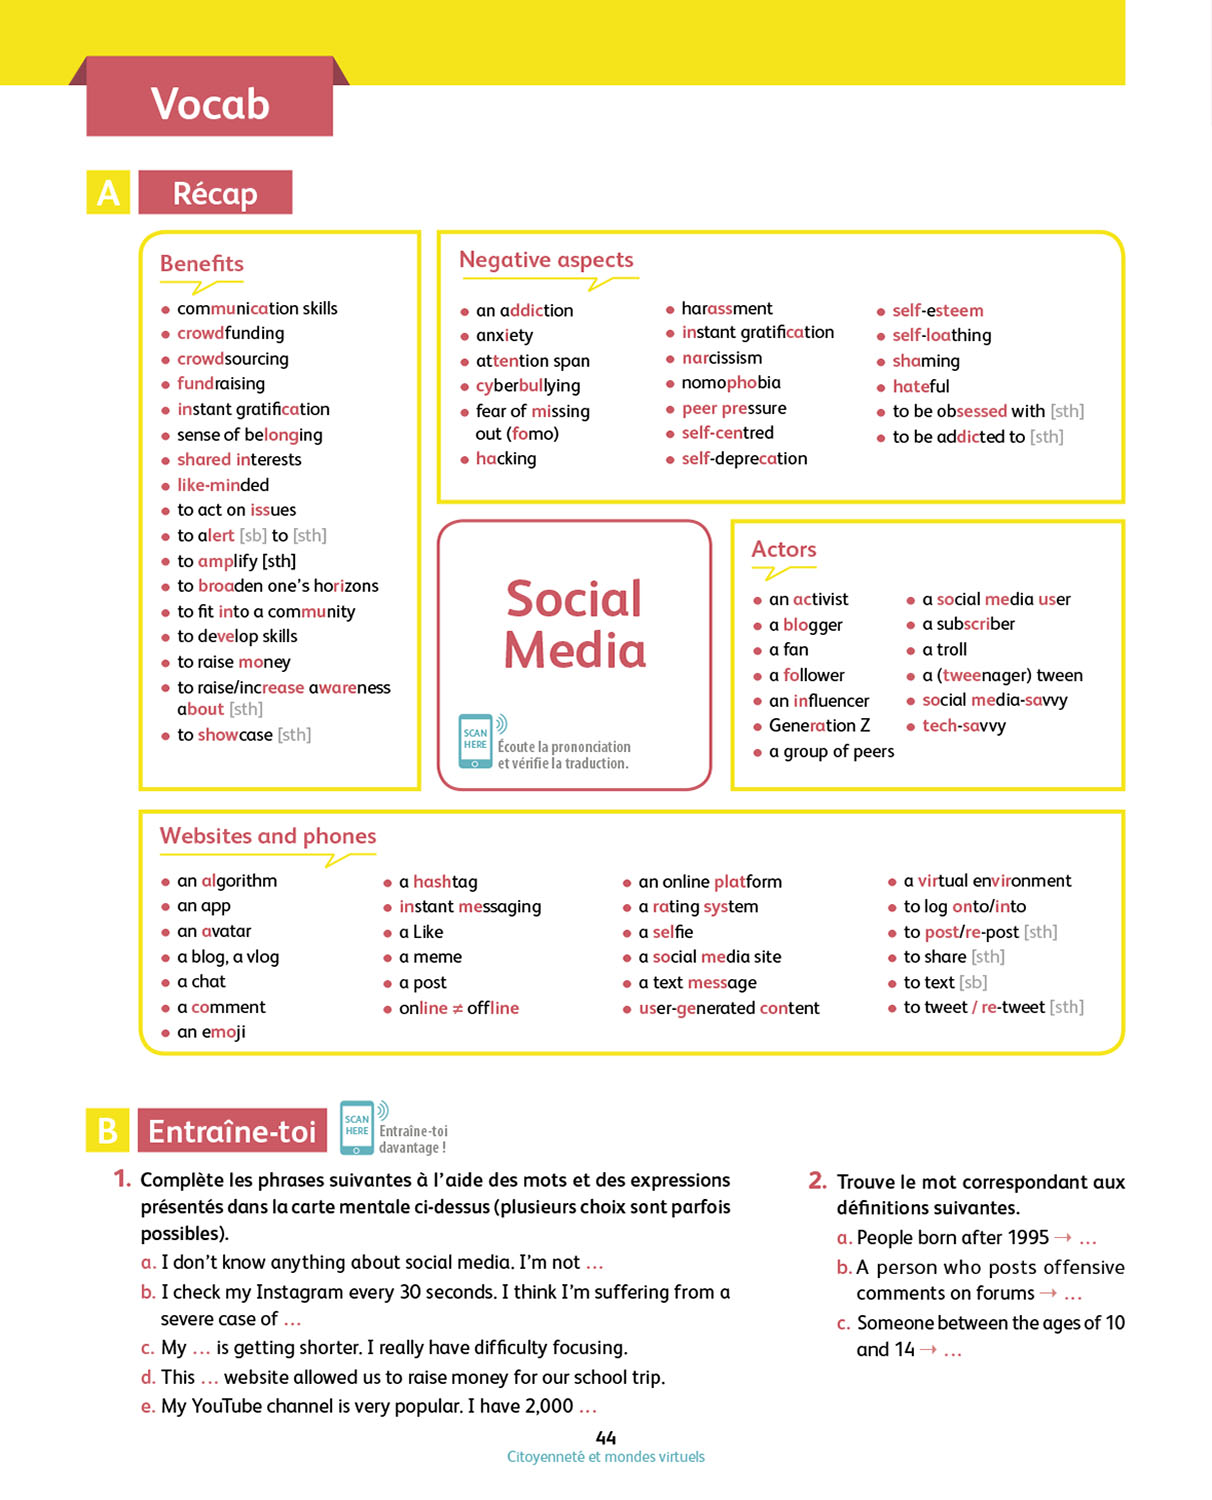 Vocab
A Récap
Benefits
• communication skills
• crowdfunding
• crowdsourcing
• fundraising
• instant gratification
• sense of belonging
• shared interests
• like-minded
• to act on issues
• to alert [sb] to [sth]
• to amplify [sth]
• to broaden one’s horizons
• to fit into a community
• to develop skills
• to raise money
• to raise/increase awareness
about [sth]
• to showcase [sth]
Negative aspects
• an addiction
• anxiety
• attention span
• cyberbullying
• fear of missing
out (fomo)
• hacking
• harassment
• instant gratification
• narcissism
• nomophobia
• peer pressure
• self-centred
• self-deprecation
• self-esteem
• self-loathing
• shaming
• hateful
• to be obsessed with [sth]
• to be addicted to [sth]
Social
Media
SCAN
HERE
Écoute la prononciation
et vérifie la traduction.
Actors
• an activist
• a blogger
• a fan
• a follower
• an influencer
• Generation Z
• a group of peers
• a social media user
• a subscriber
• a troll
• a (tweenager) tween
• social media-savvy
• tech-savvy
Websites and phones
• an algorithm
• an app
• an avatar
• a blog, a vlog
• a chat
• a comment
• an emoji
• a hashtag
• instant messaging
• a Like
• a meme
• a post
• online ≠ offline
• an online platform
• a rating system
• a selfie
• a social media site
• a text message
• user-generated content
• a virtual environment
• to log onto/into
• to post/re-post [sth]
• to share [sth]
• to text [sb]
• to tweet / re-tweet [sth]
B Entraîne-toi
SCAN
HERE
Entraîne-toi
davantage !
1. Complète les phrases suivantes à l’aide des mots et des expressions
présentés dans la carte mentale ci-dessus (plusieurs choix sont parfois
possibles).
a. I don’t know anything about social media. I’m not ...
b. I check my Instagram every 30 seconds. I think I’m suffering from a
severe case of ...
c. My ... is getting shorter. I really have difficulty focusing.
d. This ... website allowed us to raise money for our school trip.
e. My YouTube channel is very popular. I have 2,000 ...
2. Trouve le mot correspondant aux
définitions suivantes.
a. People born after 1995 → ...
b. A person who posts offensive
comments on forums → ...
c. Someone between the ages of 10
and 14 → ...
44
Citoyenneté et mondes virtuels